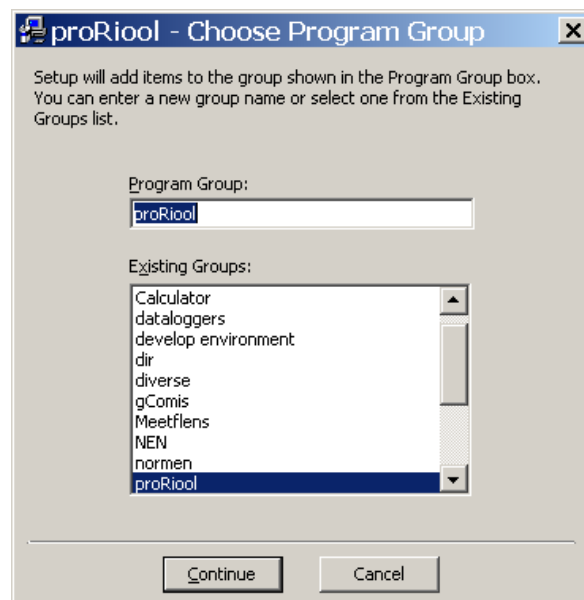 proRiool - Choose Program Group
Setup will add items to the group shown in the Program Group box.
You can enter a new group name or select one from the Existing
Groups list.
Program Group:
proRiool
Existing Groups:
Calculator
dataloggers
develop environment
dir
diverse
gComis
Meetflens
NEN
normen
proRiool
Continue
Cancel